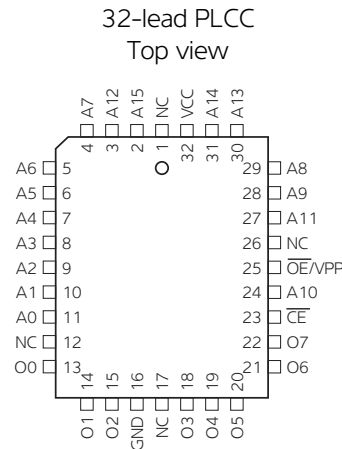 32-lead PLCC
Top view
A7 A12 A15 NC VCC A14 A13
4 3 2 1 32 31 30
A6 5 29 A8
A5 6 28 A9
A4 7 27 A11
A3 8 26 NC
A2 9 25 O̅E̅/VPP
A1 10 24 A10
A0 11 23 C̅E̅
NC 12 22 O7
O0 13 21 O6
14 15 16 17 18 19 20
O1 O2 GND NC O3 O4 O5